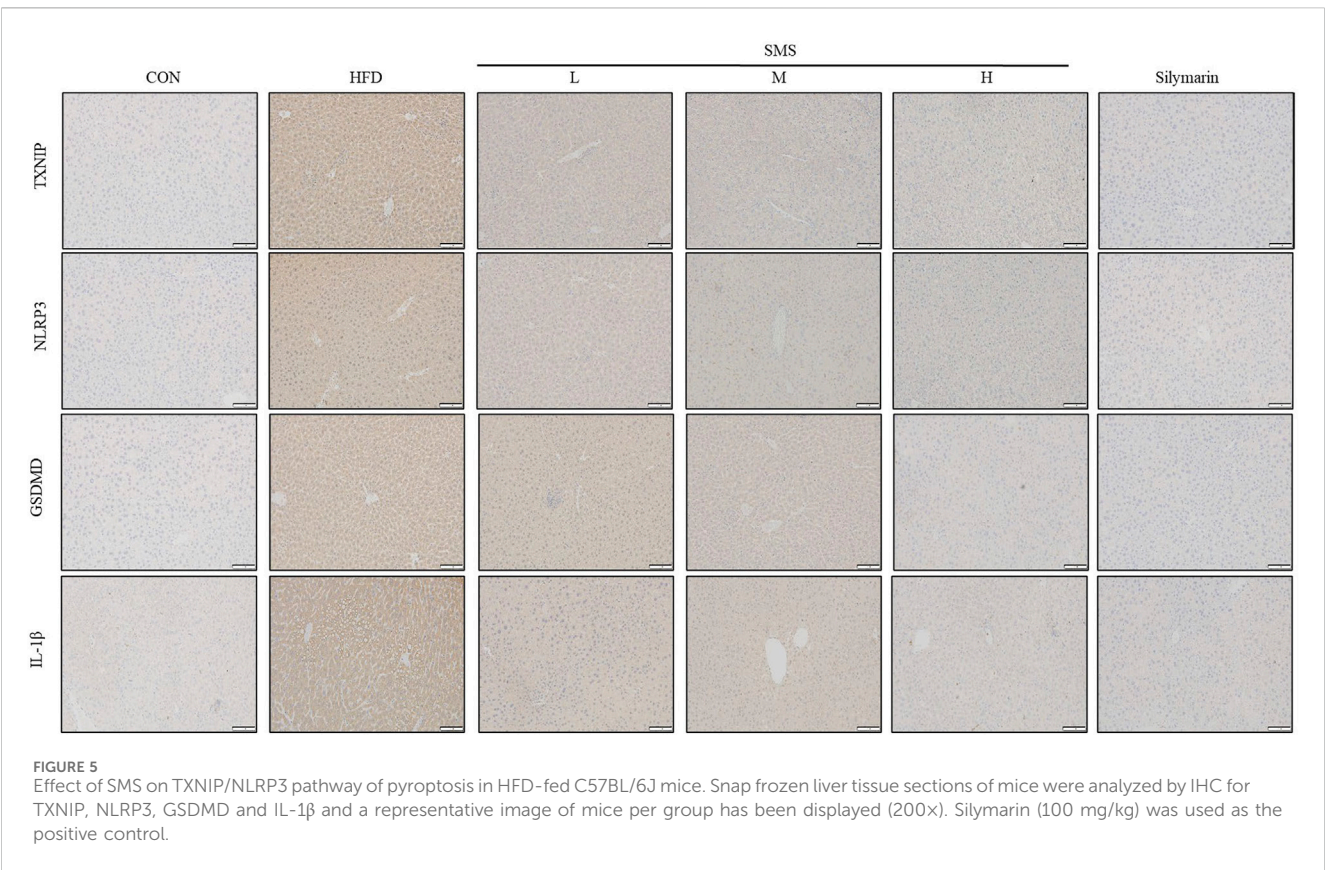 SMS
CON HFD L M H Silymarin
TXNIP
NLRP3
GSDMD
IL-1β
FIGURE 5
Effect of SMS on TXNIP/NLRP3 pathway of pyroptosis in HFD-fed C57BL/6J mice. Snap frozen liver tissue sections of mice were analyzed by IHC for
TXNIP, NLRP3, GSDMD and IL-1β and a representative image of mice per group has been displayed (200×). Silymarin (100 mg/kg) was used as the
positive control.